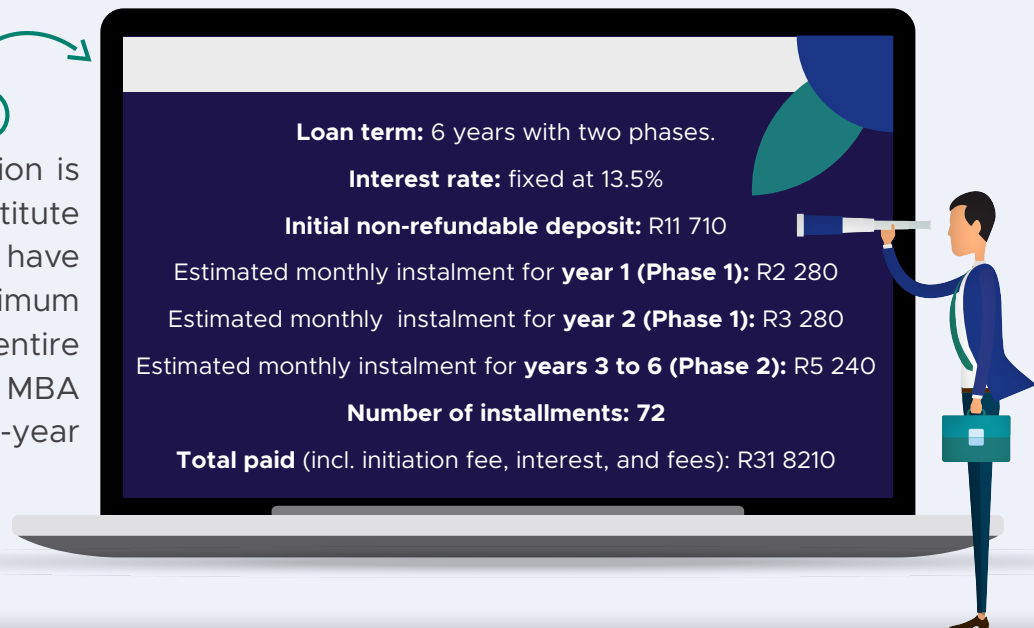 ion is
titute
have
imum
entire
MBA
-year
Loan term: 6 years with two phases.
Interest rate: fixed at 13.5%
Initial non-refundable deposit: R11 710
Estimated monthly instalment for year 1 (Phase 1): R2 280
Estimated monthly instalment for year 2 (Phase 1): R3 280
Estimated monthly instalment for years 3 to 6 (Phase 2): R5 240
Number of installments: 72
Total paid (incl. initiation fee, interest, and fees): R31 8210